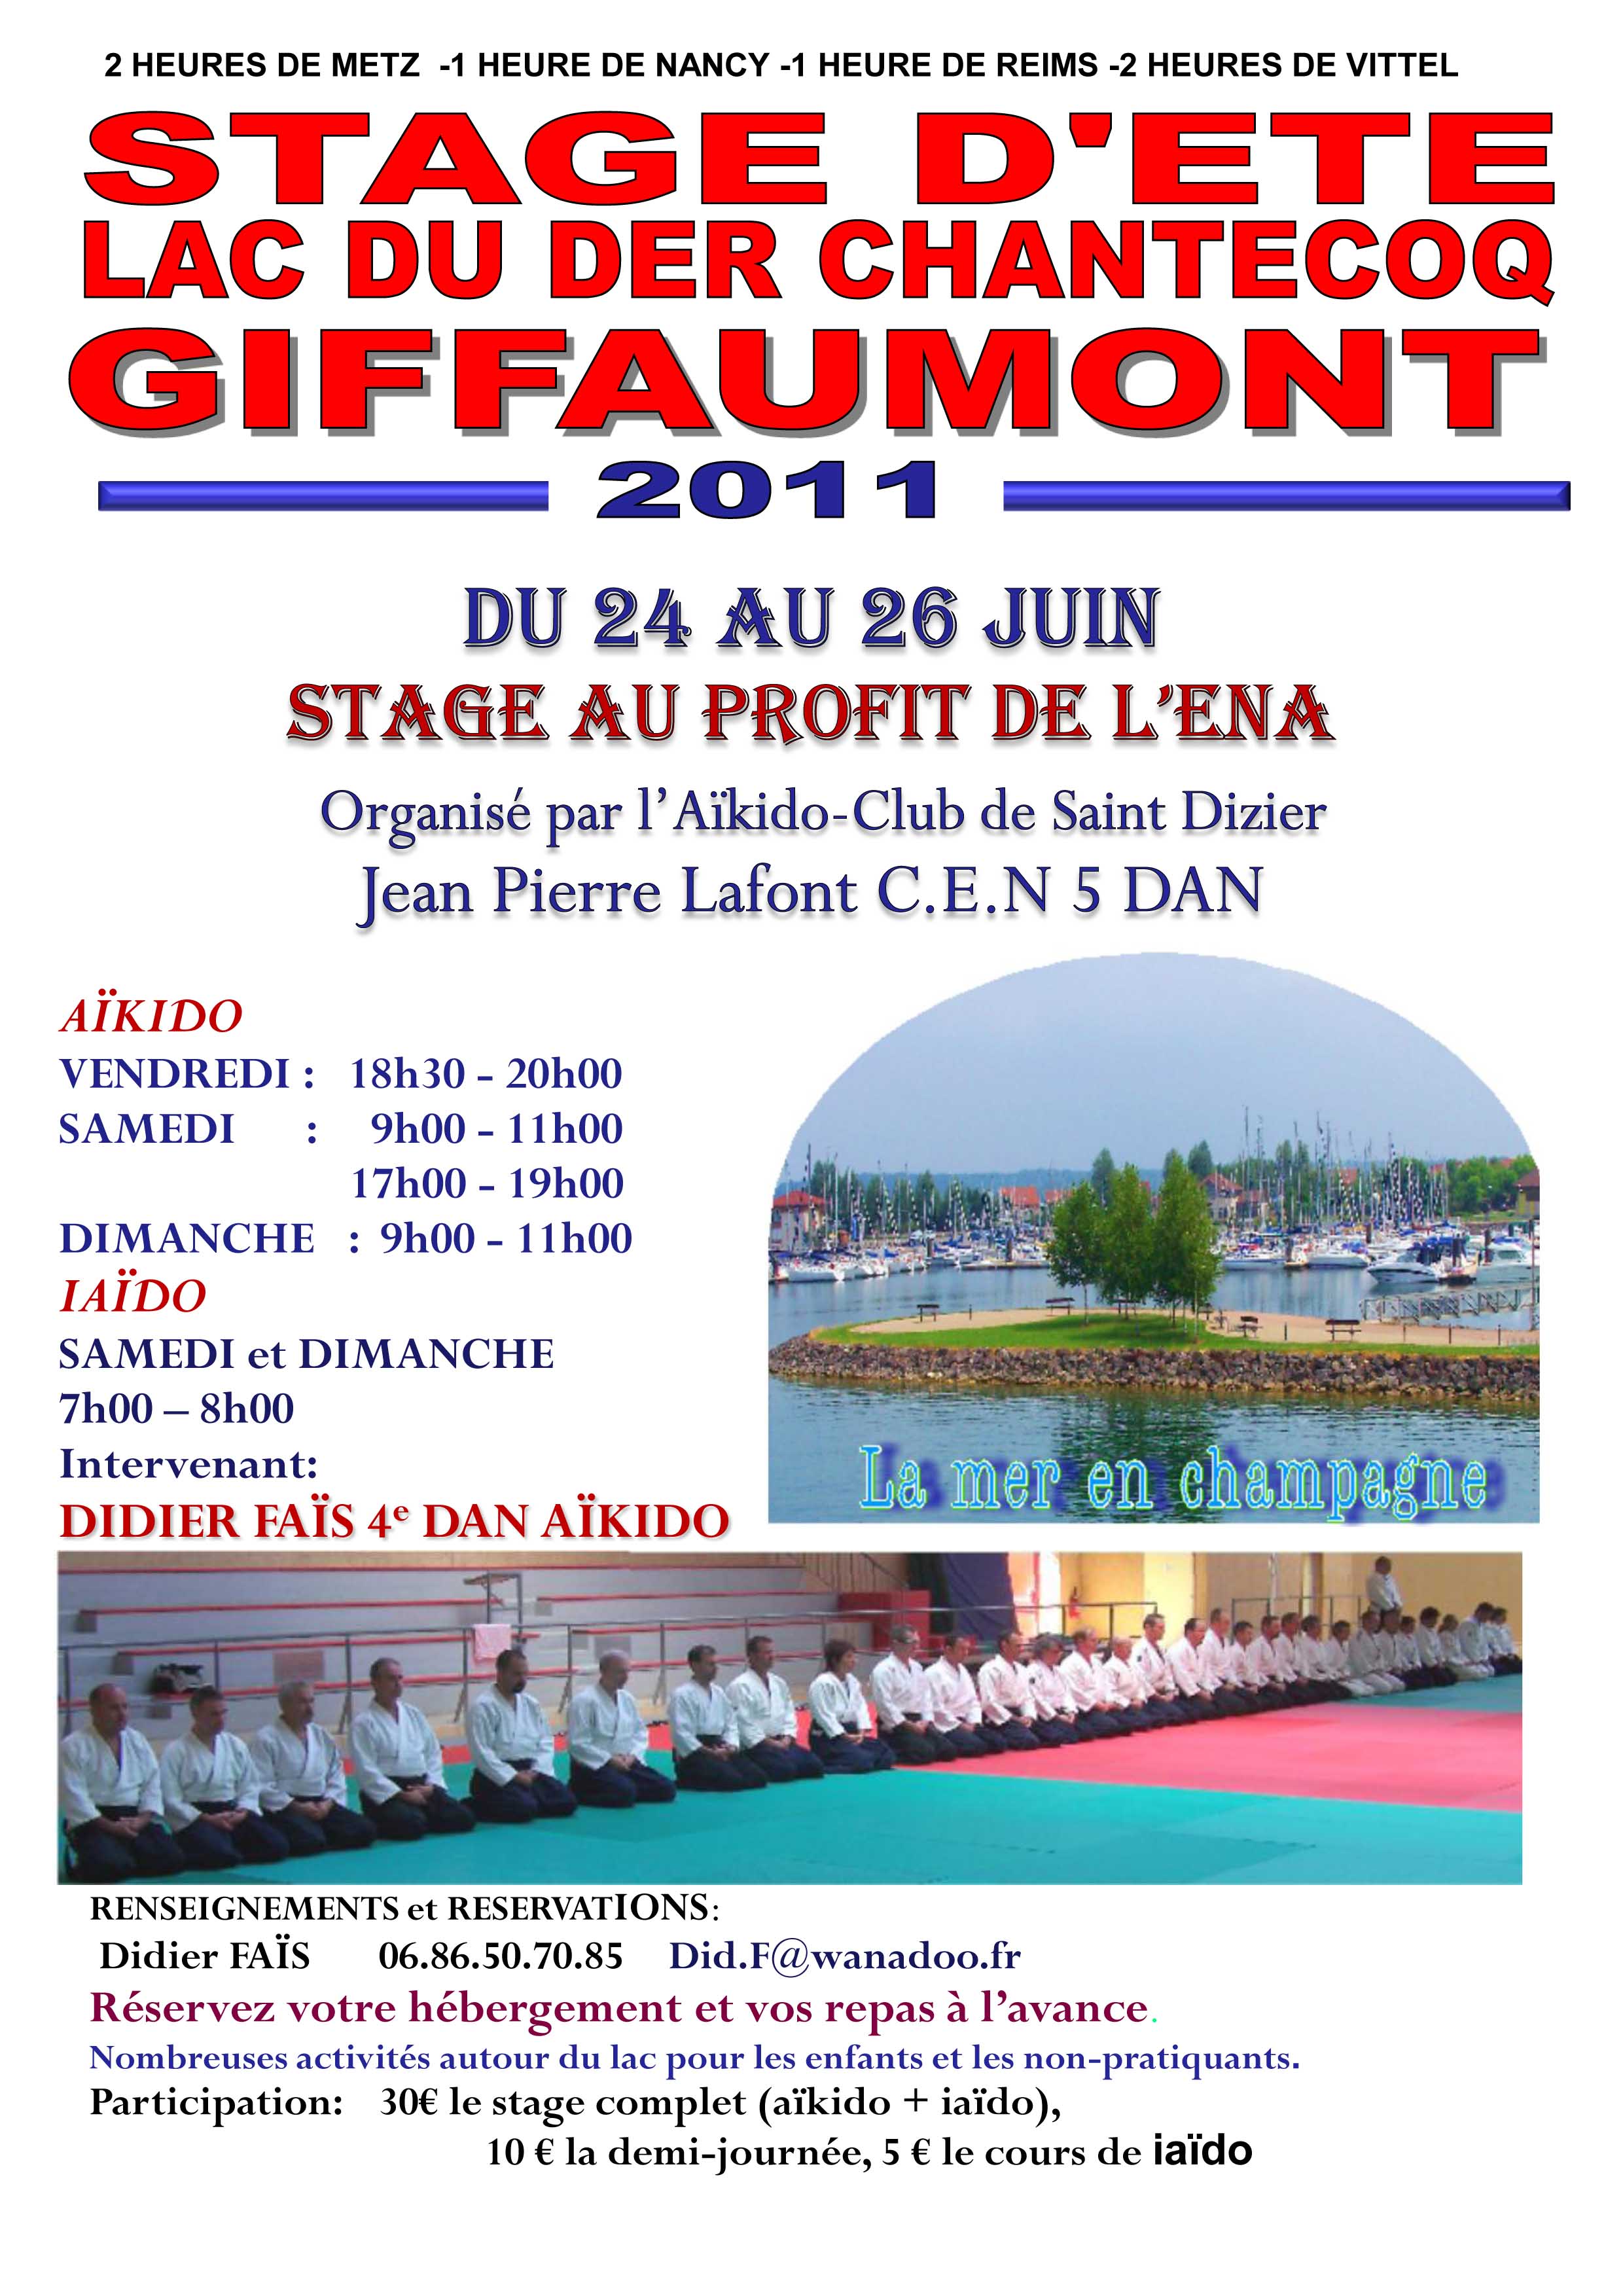 2 HEURES DE METZ -1 HEURE DE NANCY -1 HEURE DE REIMS -2 HEURES DE VITTEL
STAGE D'ETE
LAC DU DER CHANTECOQ
GIFFAUMONT
2011
DU 24 AU 26 JUIN
STAGE AU PROFIT DE L'ENA
Organisé par l'Aïkido-Club de Saint Dizier
Jean Pierre Lafont C.E.N 5 DAN
AÏKIDO
VENDREDI : 18h30 - 20h00
SAMEDI : 9h00 - 11h00
17h00 - 19h00
DIMANCHE : 9h00 - 11h00
IAÏDO
SAMEDI et DIMANCHE
7h00 – 8h00
Intervenant:
DIDIER FAÏS 4e DAN AÏKIDO
La mer en champagne
RENSEIGNEMENTS et RESERVATIONS:
Didier FAÏS 06.86.50.70.85 Did.F@wanadoo.fr
Réservez votre hébergement et vos repas à l'avance.
Nombreuses activités autour du lac pour les enfants et les non-pratiquants.
Participation: 30€ le stage complet (aïkido + iaïdo),
10 € la demi-journée, 5 € le cours de iaïdo